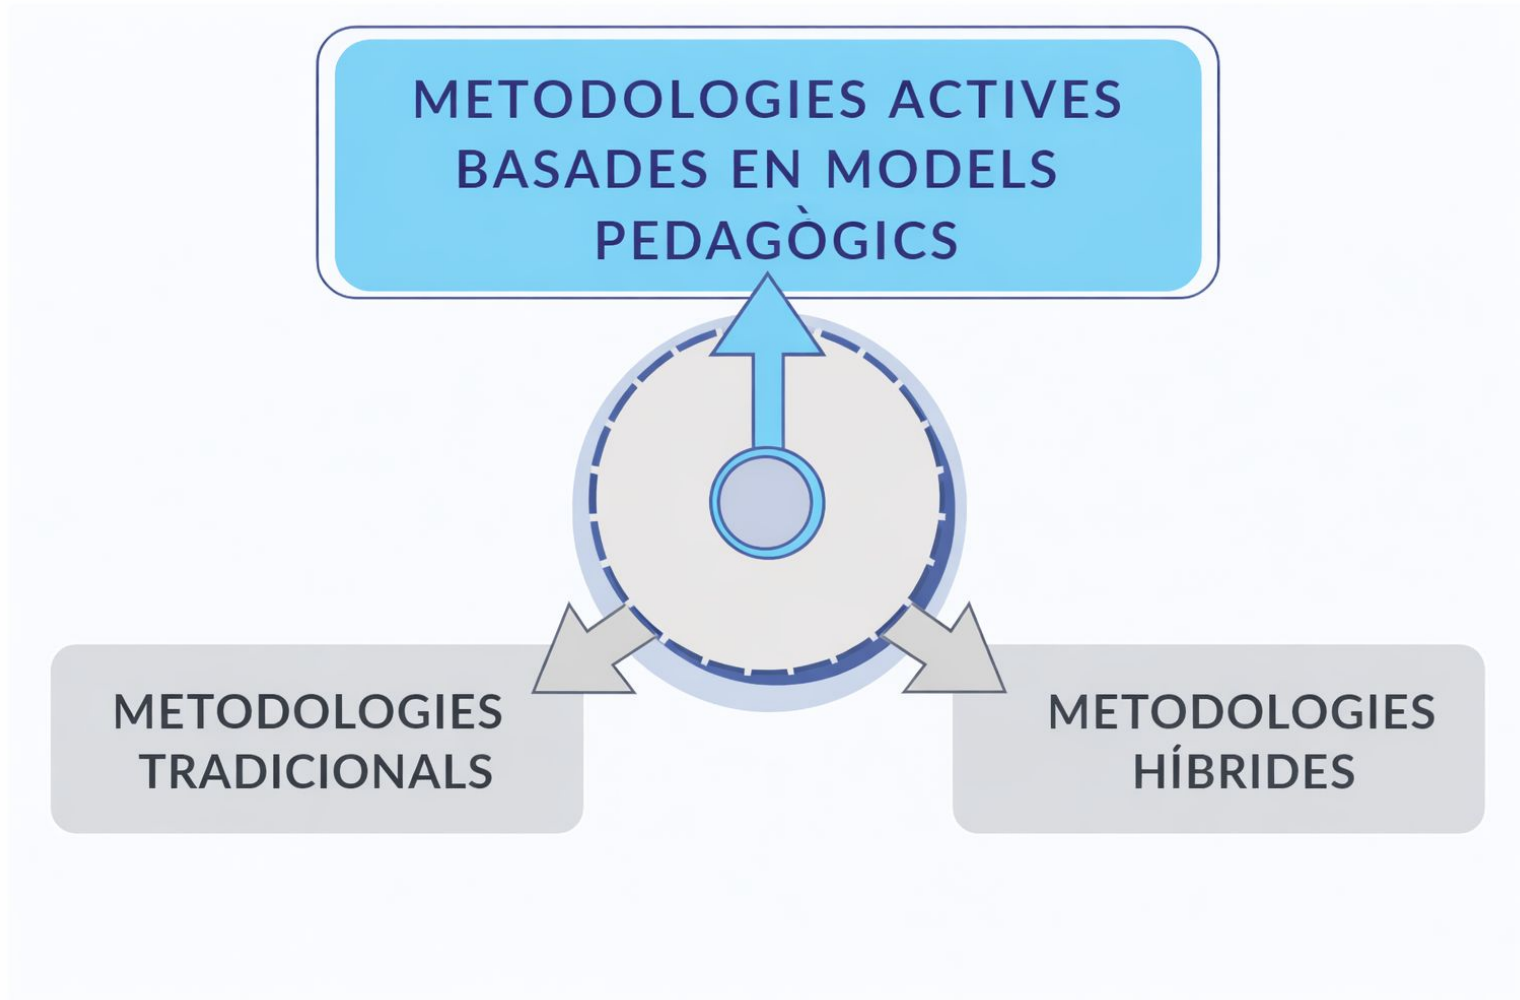 METODOLOGIES ACTIVES
BASADES EN MODELS
PEDAGÒGICS
METODOLOGIES
TRADICIONALS
METODOLOGIES
HÍBRIDES